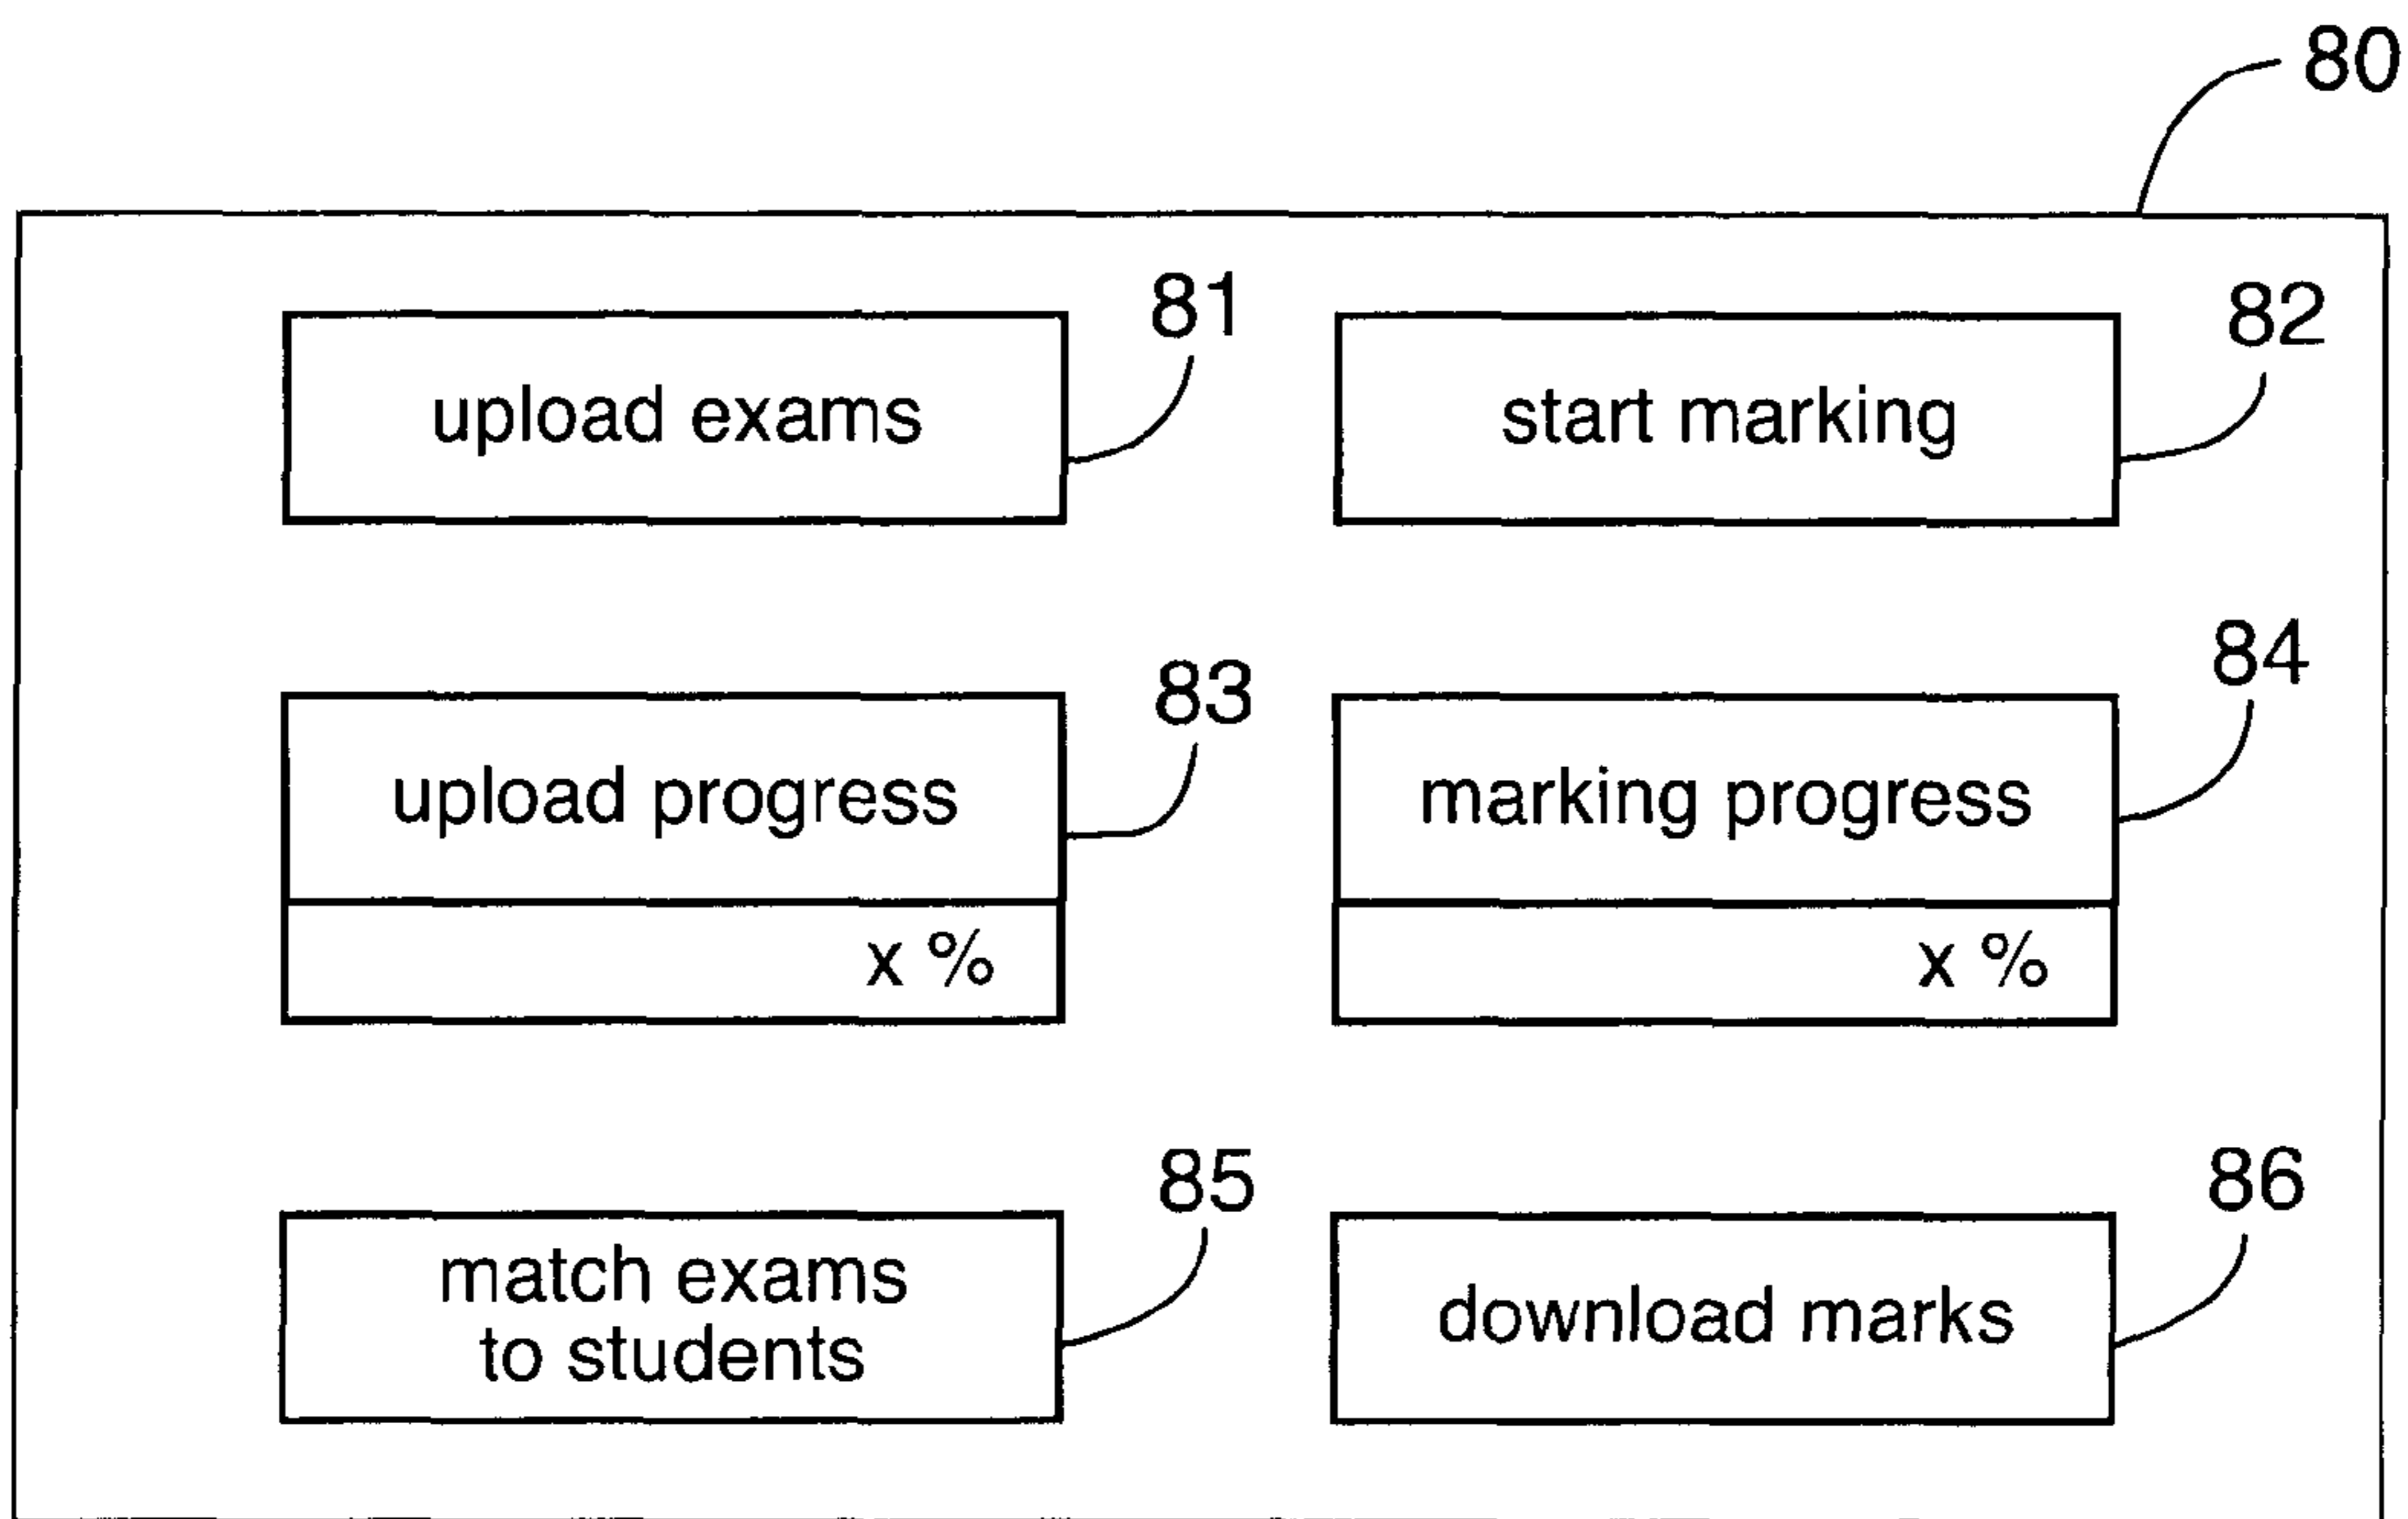 80
81
82
upload exams
start marking
83
84
upload progress
marking progress
x %
x %
85
86
match exams
to students
download marks